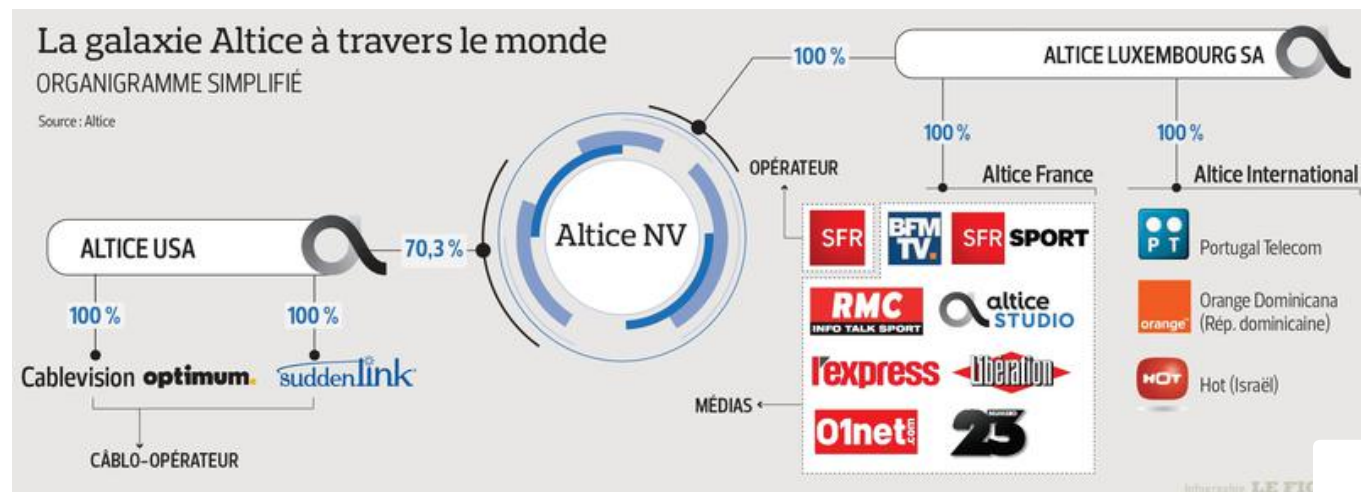 La galaxie Altice à travers le monde
ORGANIGRAMME SIMPLIFIÉ
Source : Altice
100 %
ALTICE LUXEMBOURG SA
100 %
100 %
OPÉRATEUR
Altice France
Altice International
Altice NV
ALTICE USA
70,3 %
100 %
100 %
Cablevision optimum.
suddenlink
CÂBLO-OPÉRATEUR
SFR
BFM
TV.
SFR SPORT
RMC
INFO TALK SPORT
altice
STUDIO
l'express
Libération
MÉDIAS
01net.com
23
PT
Portugal Telecom
orange
Orange Dominicana
(Rép. dominicaine)
HOT
Hot (Israël)